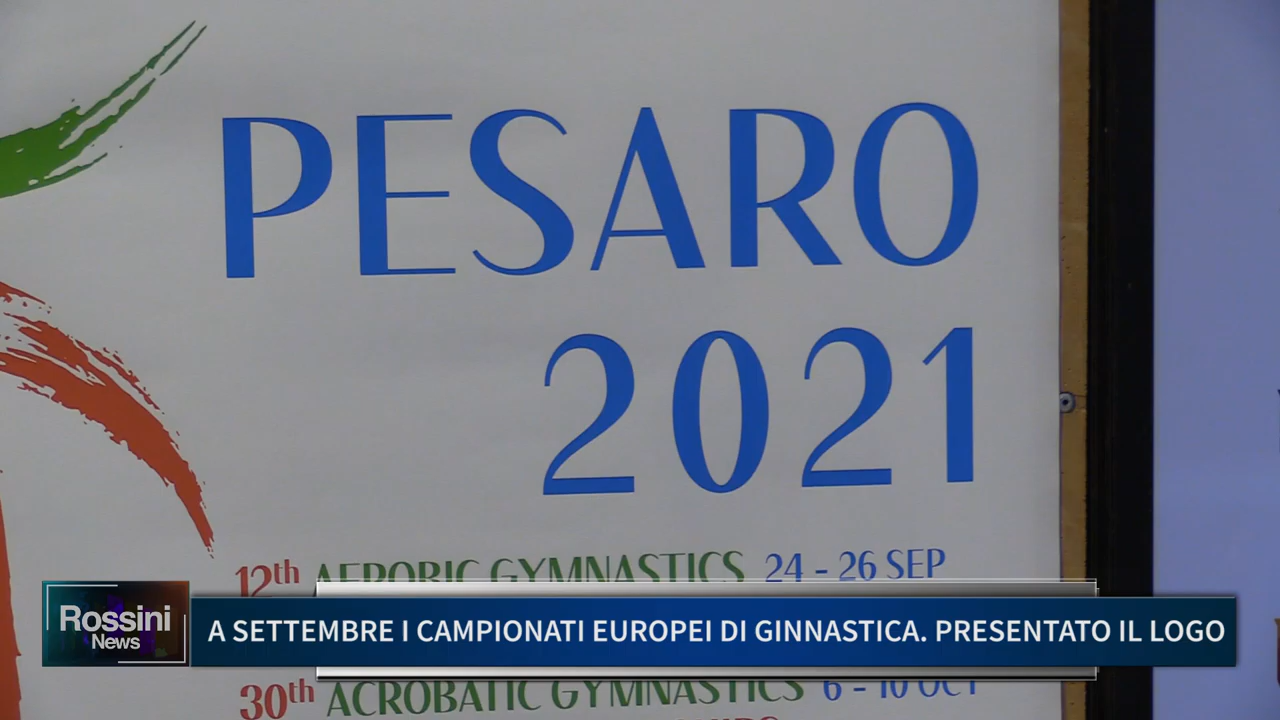 PESARO
2021
12th AEROBIC GYMNASTICS 24 - 26 SEP
Rossini
News
A SETTEMBRE I CAMPIONATI EUROPEI DI GINNASTICA. PRESENTATO IL LOGO
30th ACROBATIC GYMNASTICS 6 - 10 OCT